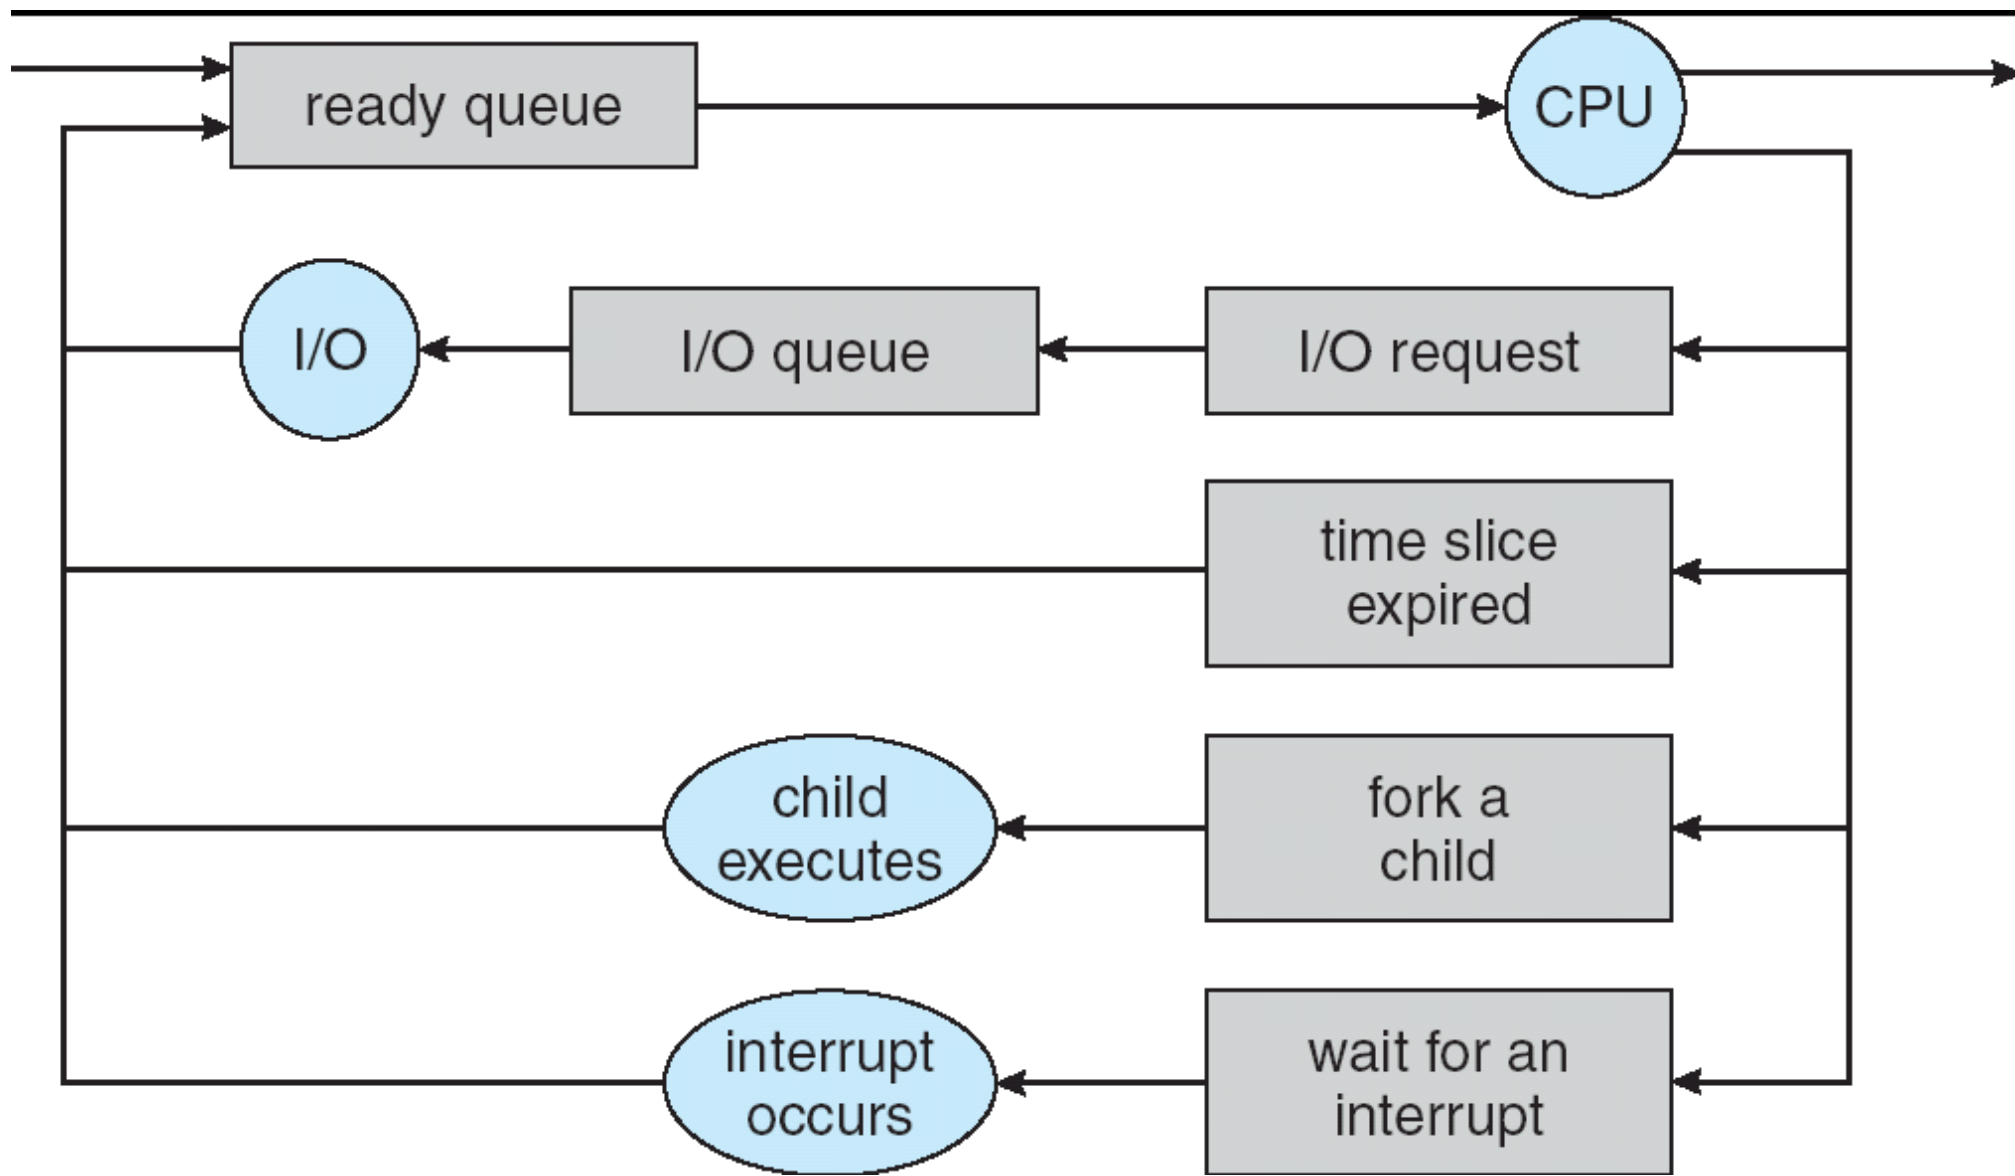 ready queue
CPU
I/O
I/O queue
I/O request
time slice
expired
child
executes
fork a
child
interrupt
occurs
wait for an
interrupt